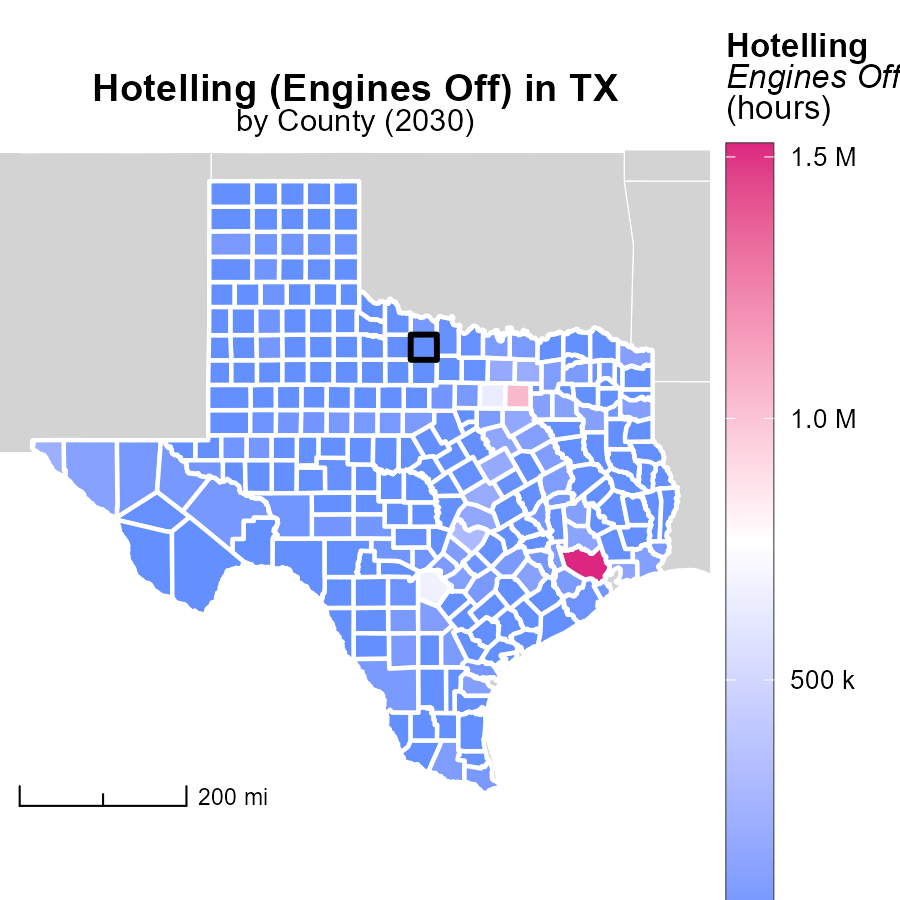 Hotelling (Engines Off) in TX
by County (2030)
Hotelling
Engines Off
(hours)
1.5 M
1.0 M
500 k
200 mi